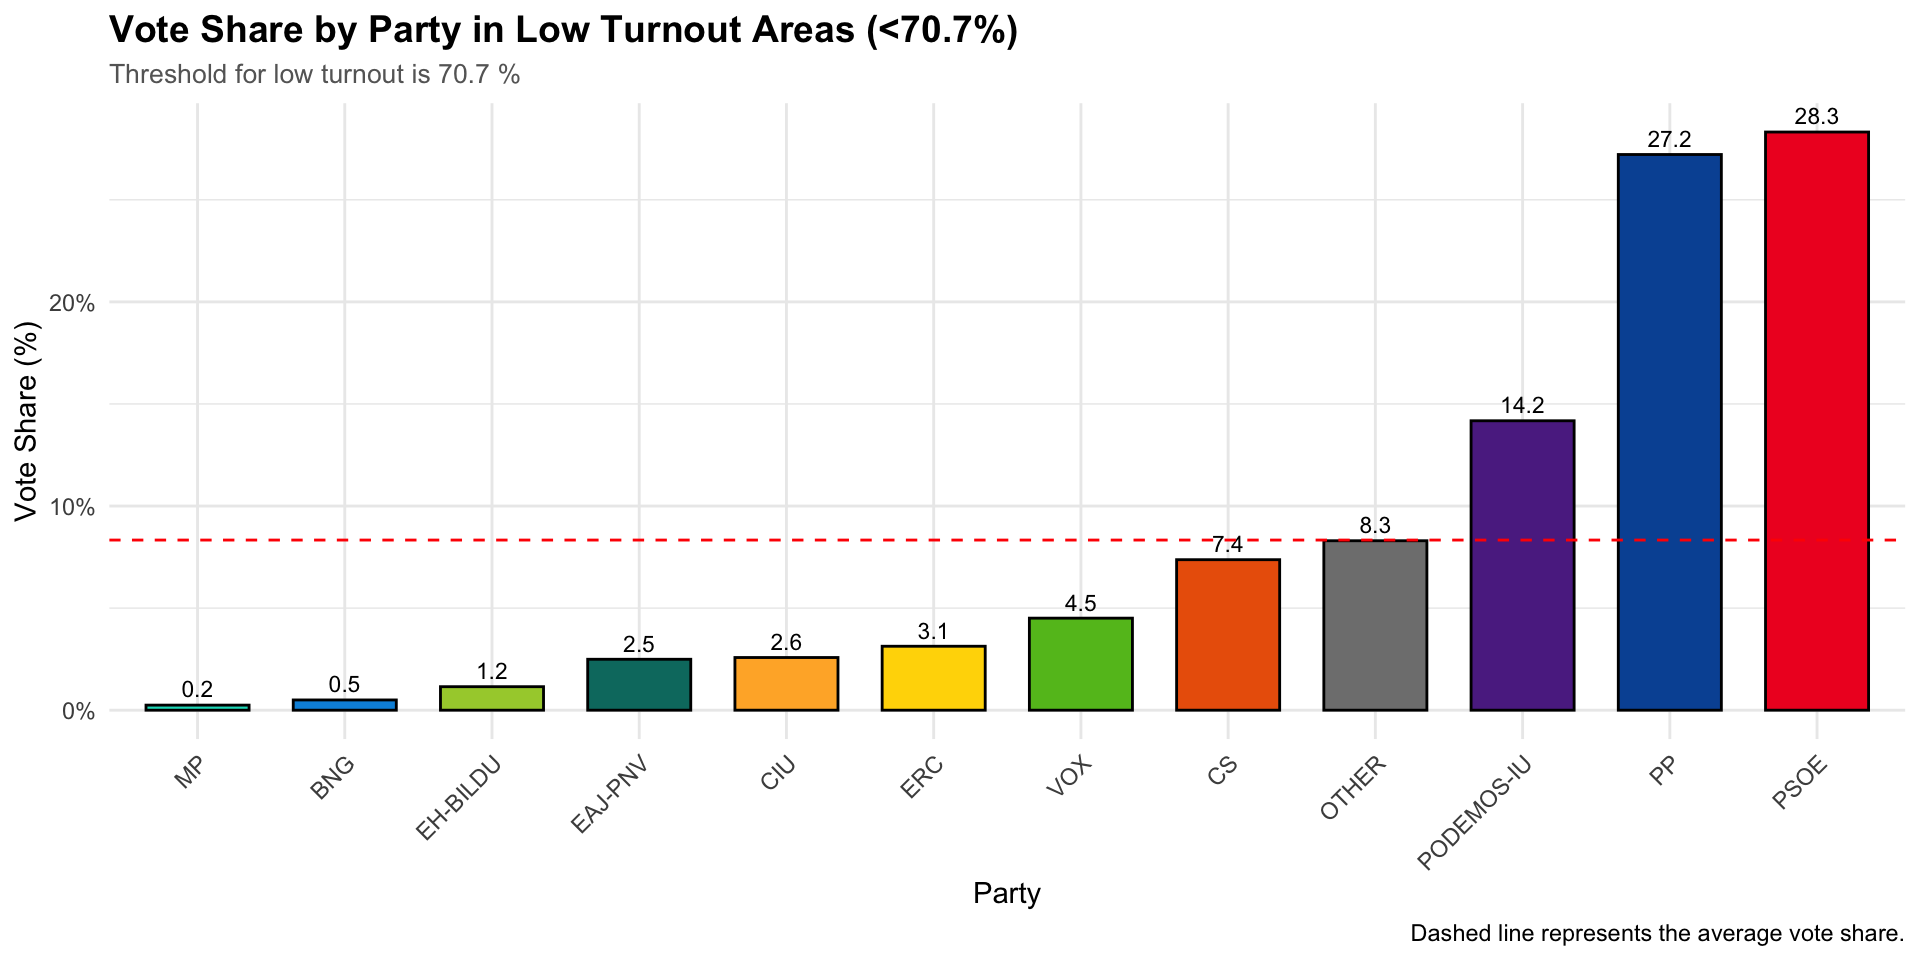 Vote Share by Party in Low Turnout Areas (<70.7%)
Threshold for low turnout is 70.7 %
Vote Share (%)
20%
10%
0%
0.2
0.5
1.2
2.5
2.6
3.1
4.5
7.4
8.3
14.2
27.2
28.3
MP
BNG
EH-BILDU
EAJ-PNV
CIU
ERC
VOX
CS
OTHER
PODEMOS-IU
PP
PSOE
Party
Dashed line represents the average vote share.